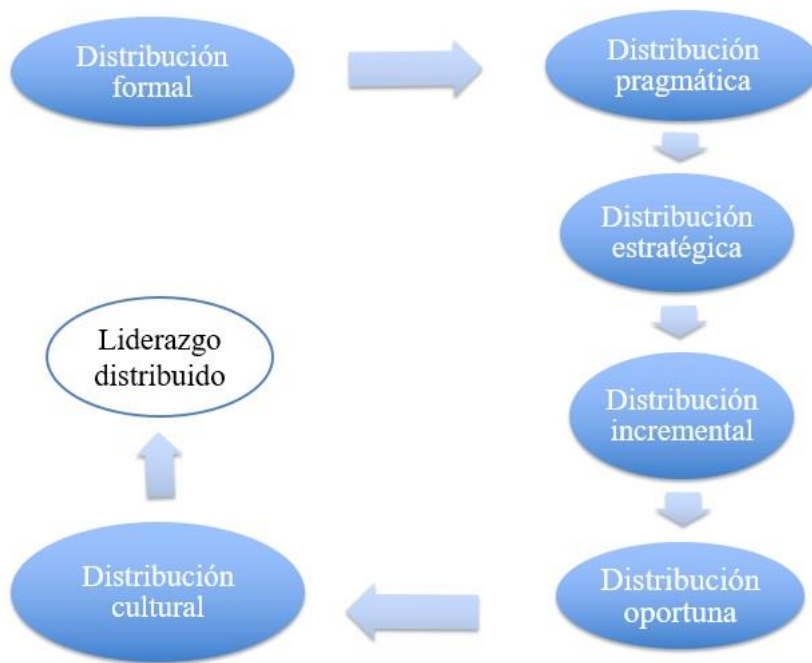 Distribución
formal
Distribución
pragmática
Distribución
estratégica
Distribución
incremental
Distribución
oportuna
Distribución
cultural
Liderazgo
distribuido